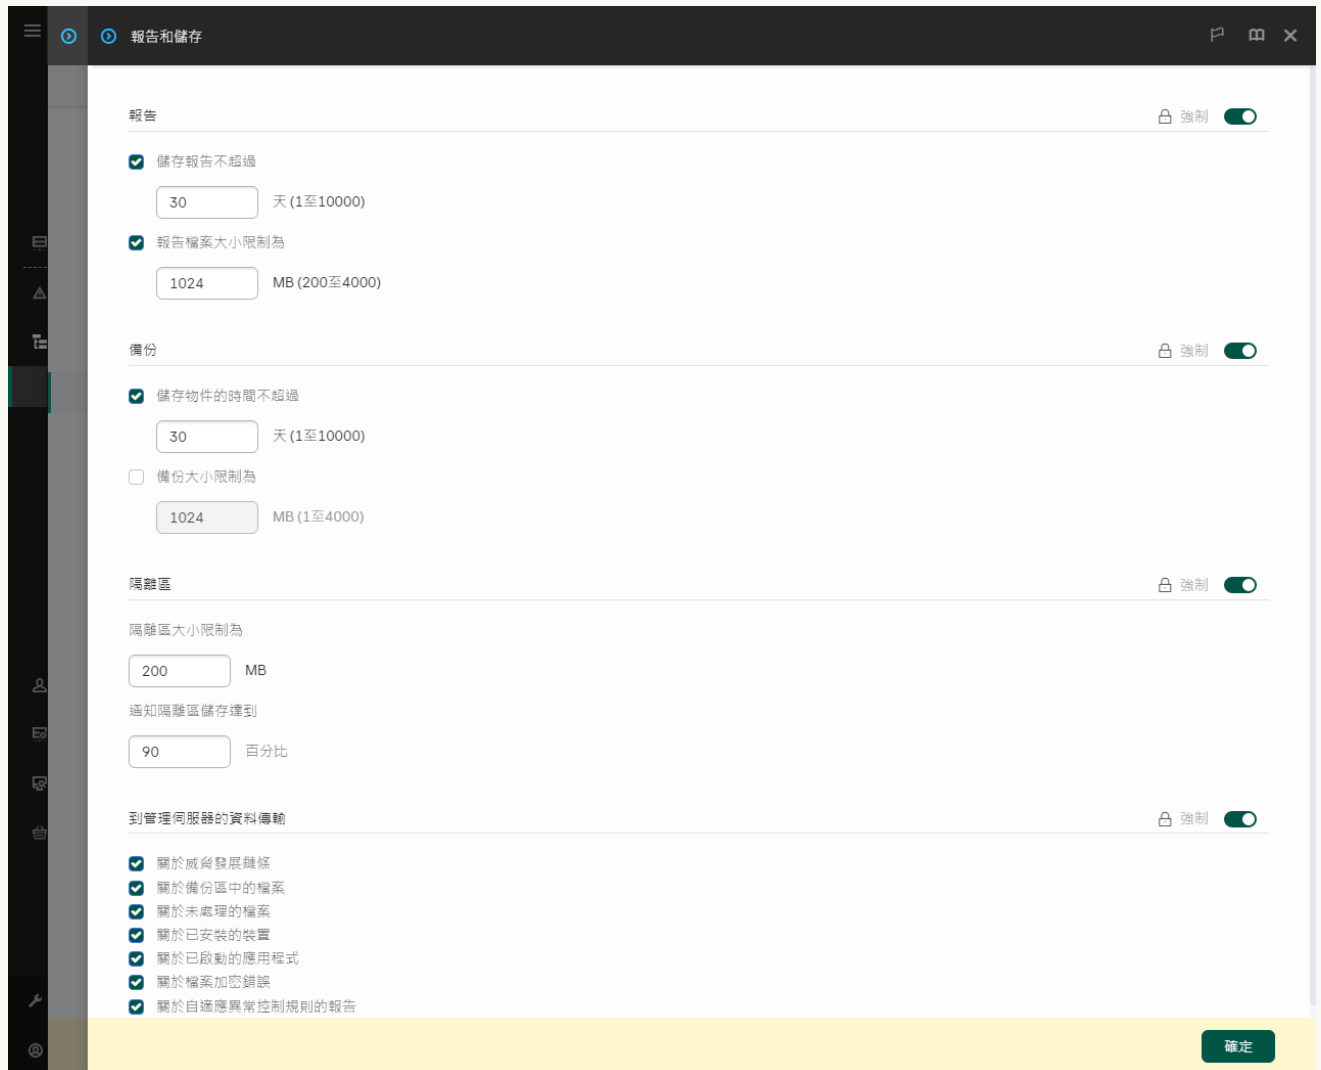 報告和儲存
報告
強制
儲存報告不超過
30 天 (1至10000)
報告檔案大小限制為
1024 MB (200至4000)
備份
強制
儲存物件的時間不超過
30 天 (1至10000)
備份大小限制為
1024 MB (1至4000)
隔離區
強制
隔離區大小限制為
200 MB
通知隔離區儲存達到
90 百分比
到管理伺服器的資料傳輸
強制
關於威脅發展鏈條
關於備份區中的檔案
關於未處理的檔案
關於已安裝的裝置
關於已啟動的應用程式
關於檔案加密錯誤
關於自適應異常控制規則的報告
確定